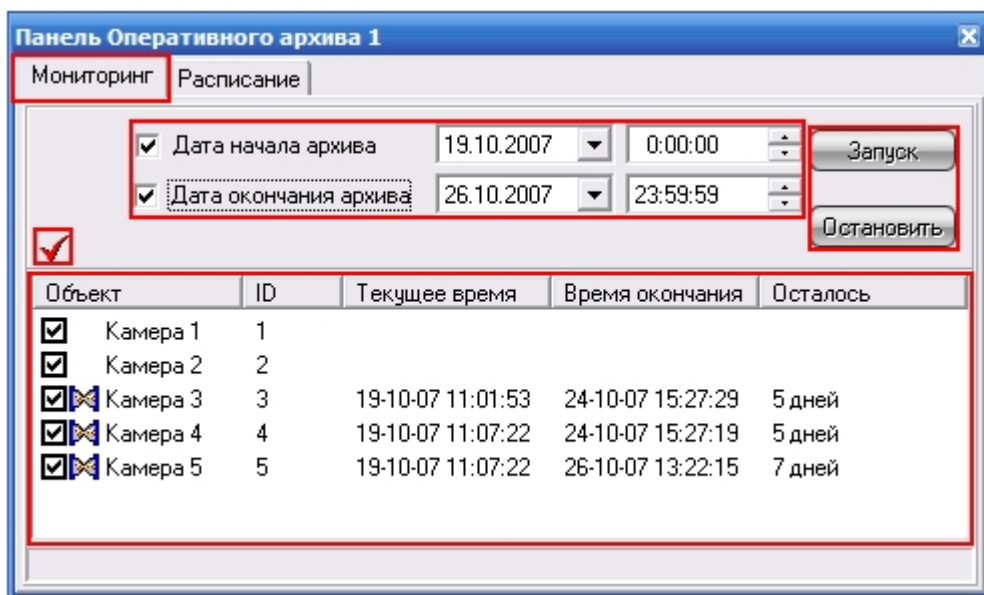 Панель Оперативного архива 1
Мониторинг Расписание
Дата начала архива 19.10.2007 0:00:00 Запуск
Дата окончания архива 26.10.2007 23:59:59
Остановить
Объект ID Текущее время Время окончания Осталось
Камера 1 1
Камера 2 2
Камера 3 3 19-10-07 11:01:53 24-10-07 15:27:29 5 дней
Камера 4 4 19-10-07 11:07:22 24-10-07 15:27:19 5 дней
Камера 5 5 19-10-07 11:07:22 26-10-07 13:22:15 7 дней